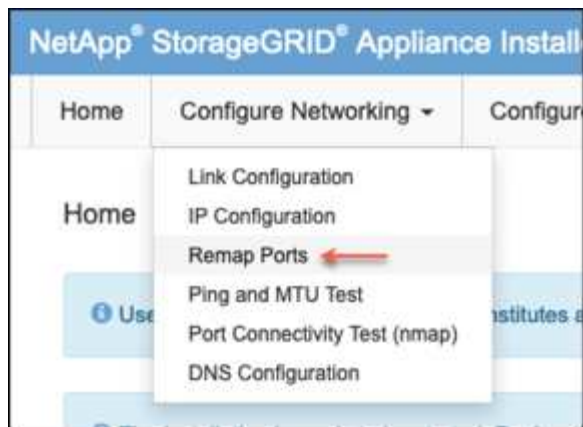 NetApp® StorageGRID® Appliance Install
Home Configure Networking Configur
Link Configuration
Home IP Configuration
Remap Ports
Ping and MTU Test
Use nstitutes a
Port Connectivity Test (nmap)
DNS Configuration